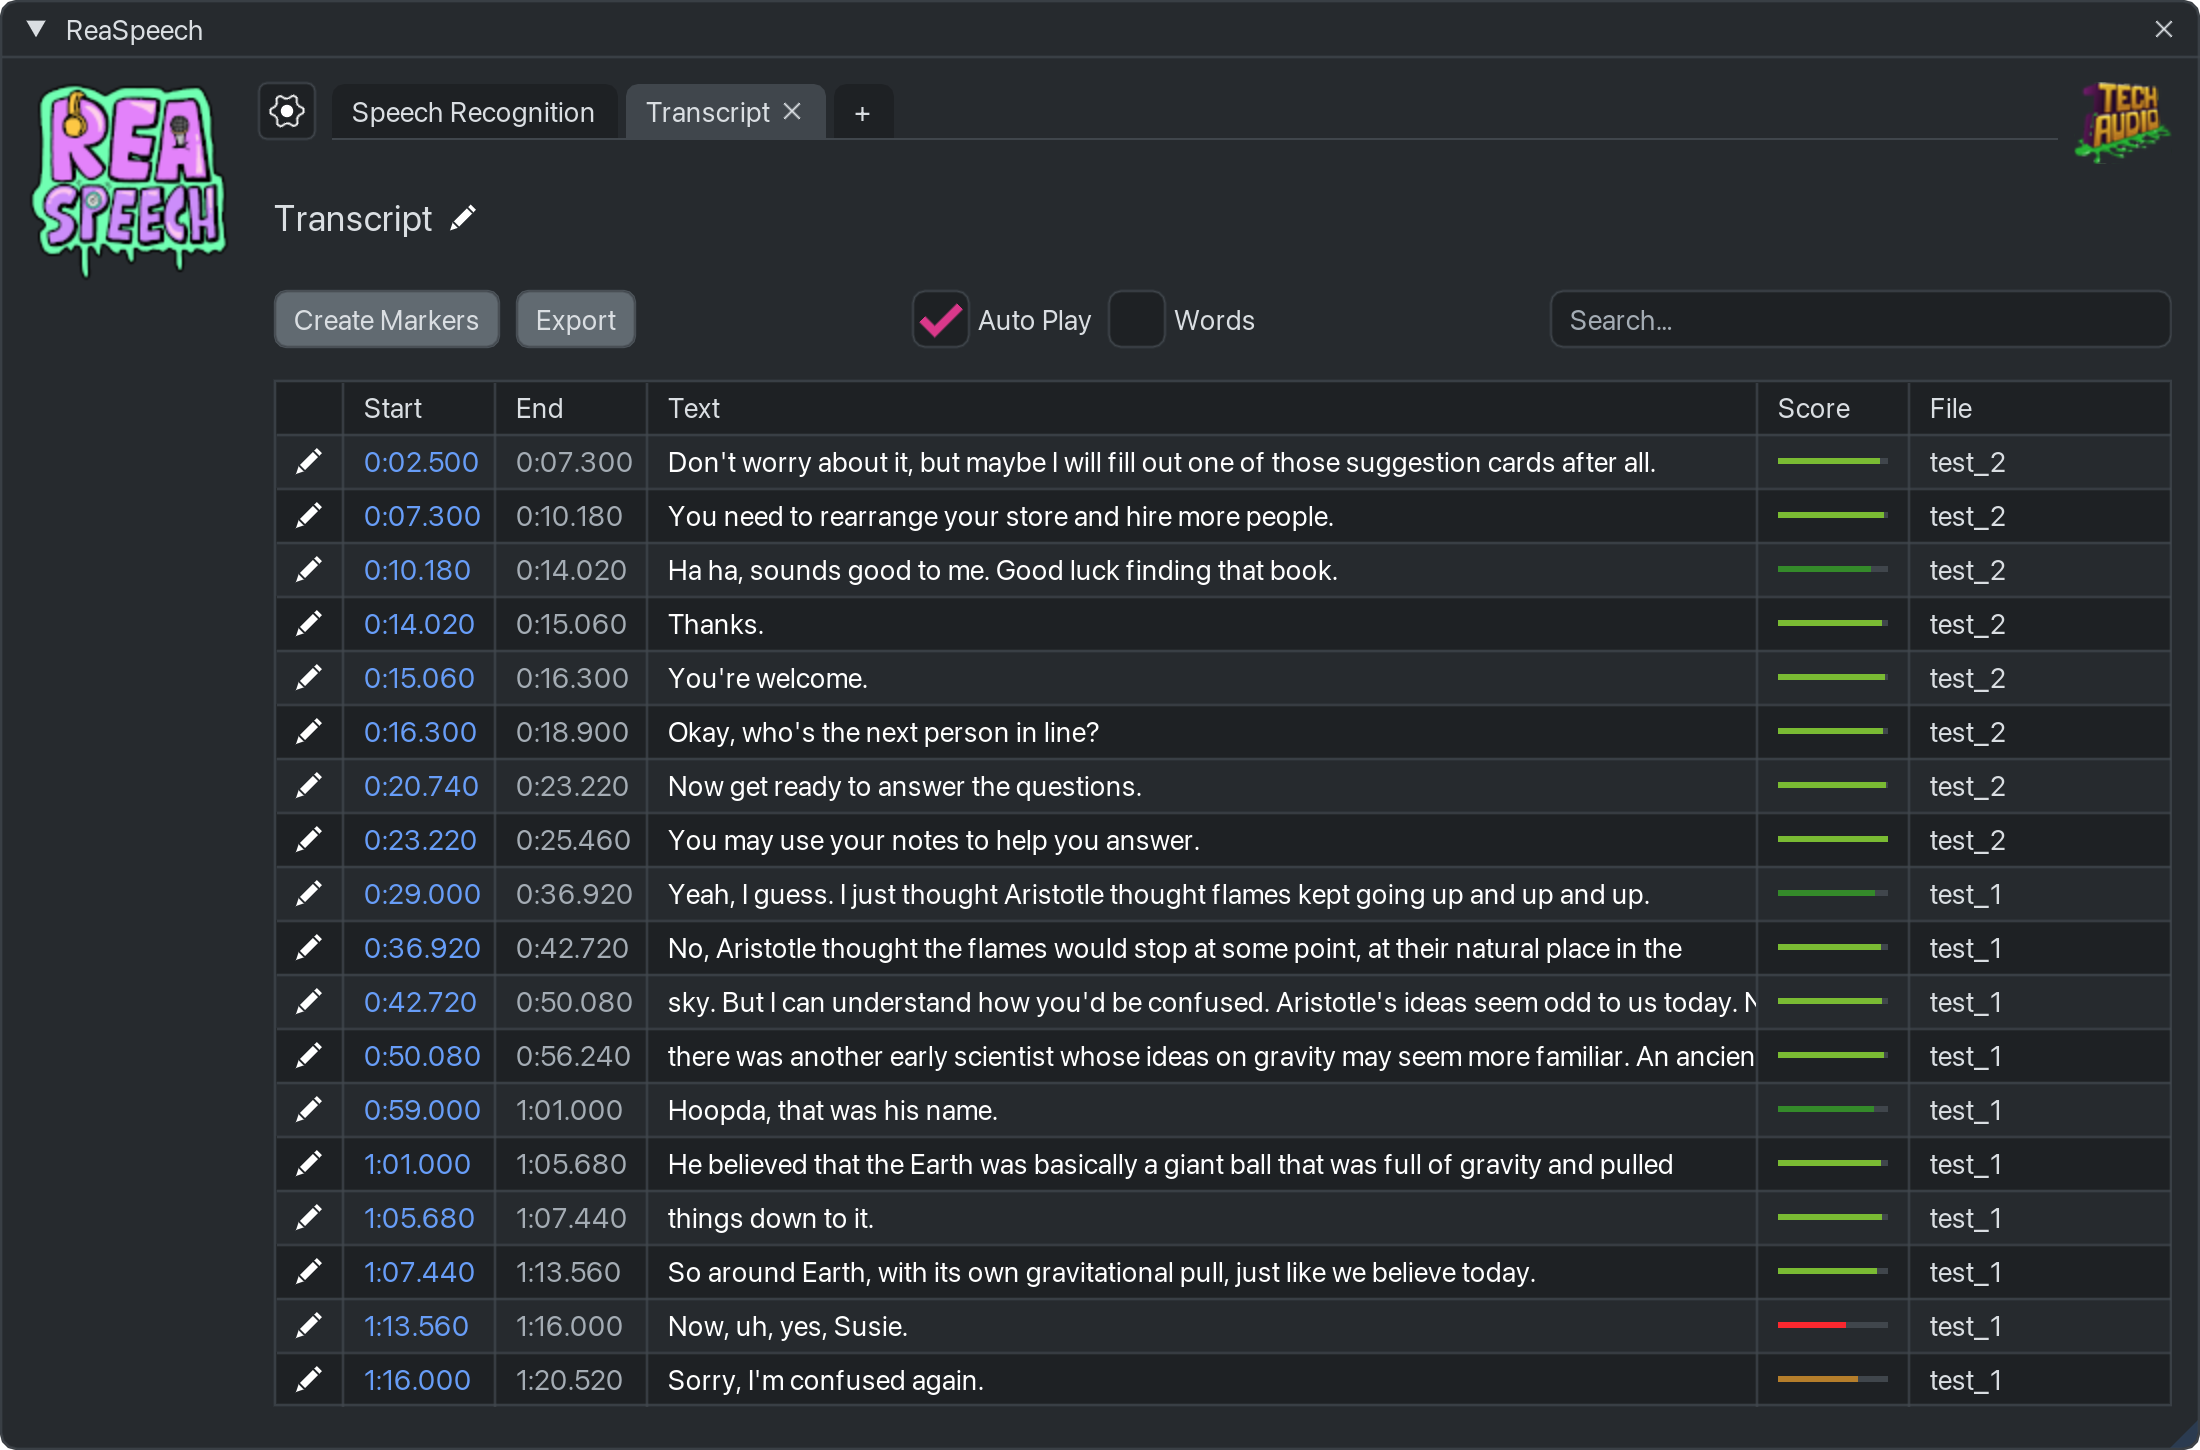 ReaSpeech
REA
SPEECH
Speech Recognition Transcript +
TECH
AUDIO
Transcript
Create Markers Export Auto Play Words Search...
Start End Text Score File
0:02.500 0:07.300 Don't worry about it, but maybe I will fill out one of those suggestion cards after all. test_2
0:07.300 0:10.180 You need to rearrange your store and hire more people. test_2
0:10.180 0:14.020 Ha ha, sounds good to me. Good luck finding that book. test_2
0:14.020 0:15.060 Thanks. test_2
0:15.060 0:16.300 You're welcome. test_2
0:16.300 0:18.900 Okay, who's the next person in line? test_2
0:20.740 0:23.220 Now get ready to answer the questions. test_2
0:23.220 0:25.460 You may use your notes to help you answer. test_2
0:29.000 0:36.920 Yeah, I guess. I just thought Aristotle thought flames kept going up and up and up. test_1
0:36.920 0:42.720 No, Aristotle thought the flames would stop at some point, at their natural place in the test_1
0:42.720 0:50.080 sky. But I can understand how you'd be confused. Aristotle's ideas seem odd to us today. N test_1
0:50.080 0:56.240 there was another early scientist whose ideas on gravity may seem more familiar. An ancien test_1
0:59.000 1:01.000 Hoopda, that was his name. test_1
1:01.000 1:05.680 He believed that the Earth was basically a giant ball that was full of gravity and pulled test_1
1:05.680 1:07.440 things down to it. test_1
1:07.440 1:13.560 So around Earth, with its own gravitational pull, just like we believe today. test_1
1:13.560 1:16.000 Now, uh, yes, Susie. test_1
1:16.000 1:20.520 Sorry, I'm confused again. test_1